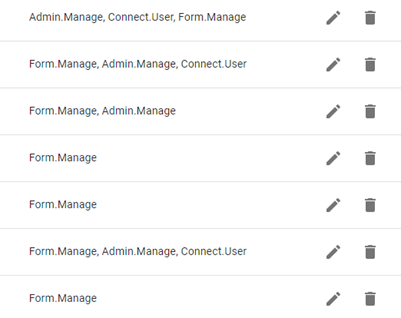 Admin.Manage, Connect.User, Form.Manage
Form.Manage, Admin.Manage, Connect.User
Form.Manage, Admin.Manage
Form.Manage
Form.Manage
Form.Manage, Admin.Manage, Connect.User
Form.Manage